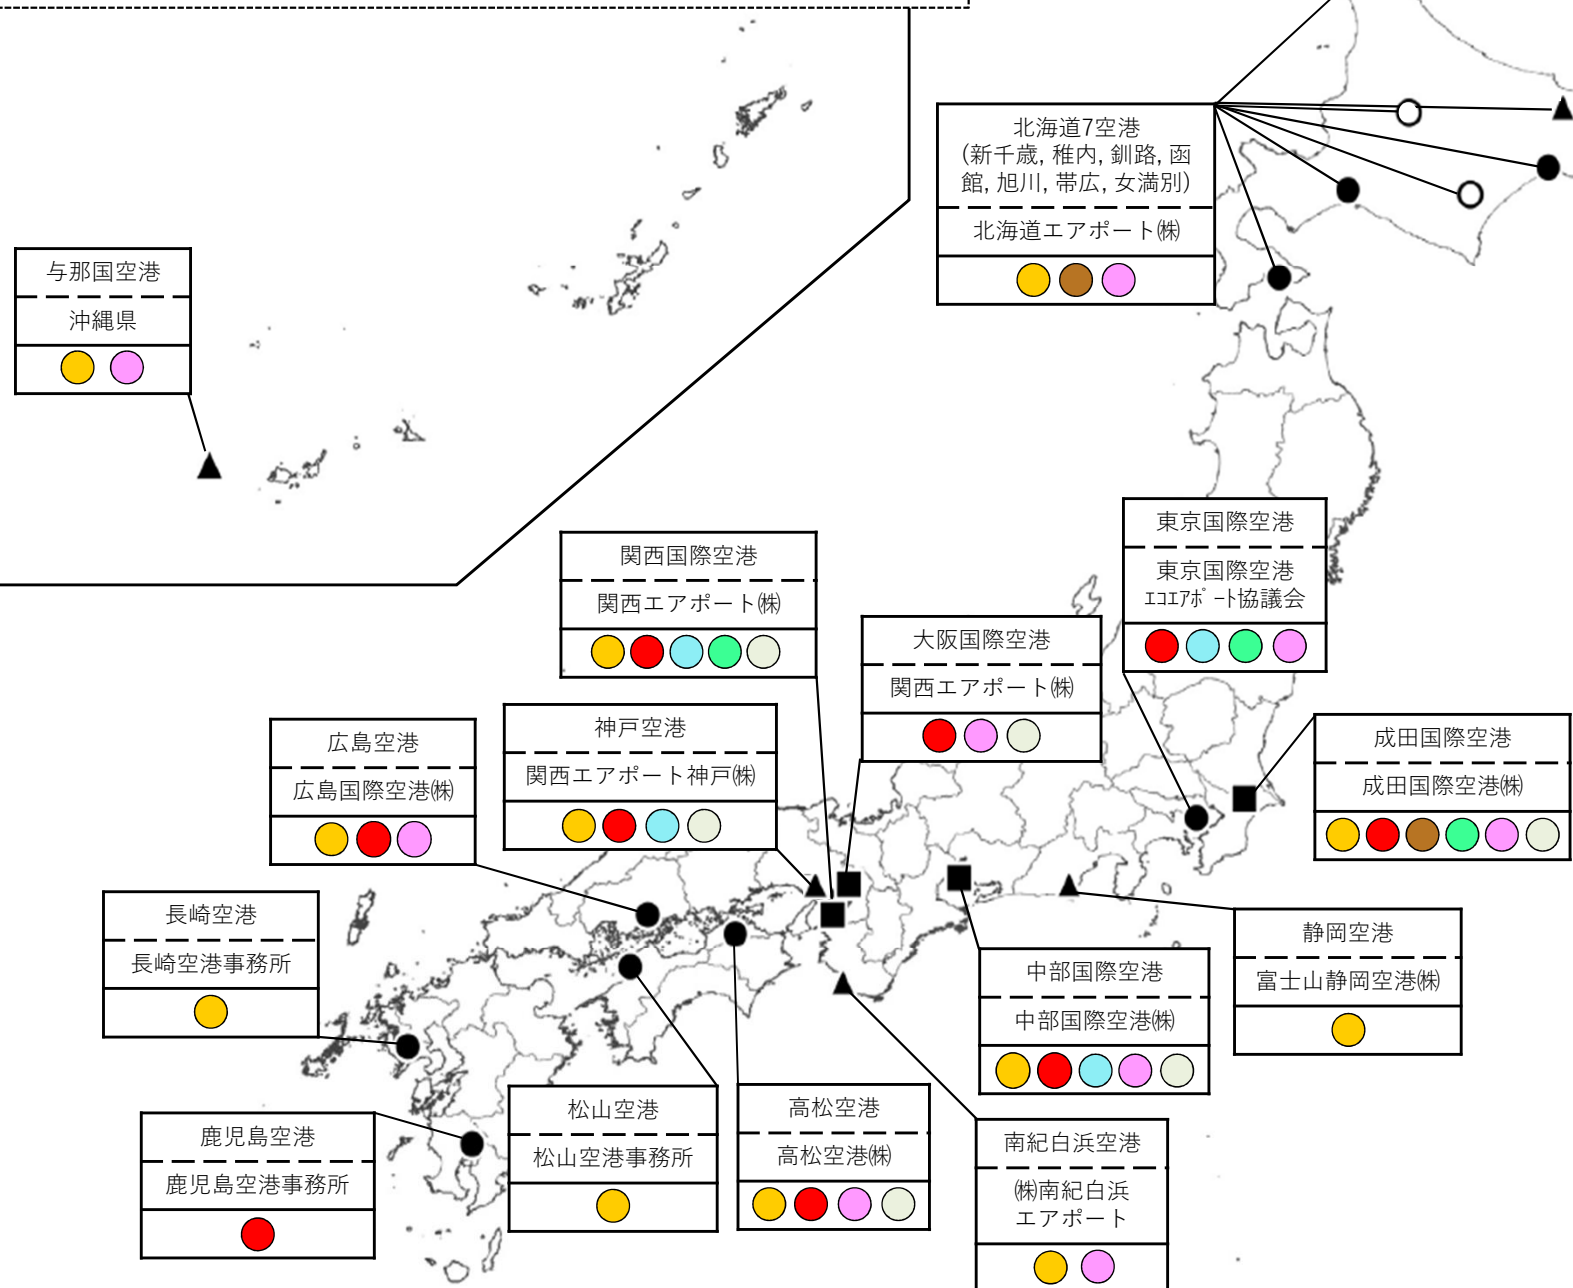 北海道7空港
(新千歳, 稚内, 釧路, 函
館, 旭川, 帯広, 女満別)
北海道エアポート㈱
与那国空港
沖縄県
東京国際空港
東京国際空港
ｴｺｴｱﾎﾟｰﾄ協議会
関西国際空港
関西エアポート㈱
大阪国際空港
関西エアポート㈱
神戸空港
関西エアポート神戸㈱
広島空港
広島国際空港㈱
成田国際空港
成田国際空港㈱
長崎空港
長崎空港事務所
静岡空港
富士山静岡空港㈱
中部国際空港
中部国際空港㈱
鹿児島空港
鹿児島空港事務所
松山空港
松山空港事務所
高松空港
高松空港㈱
南紀白浜空港
㈱南紀白浜
エアポート